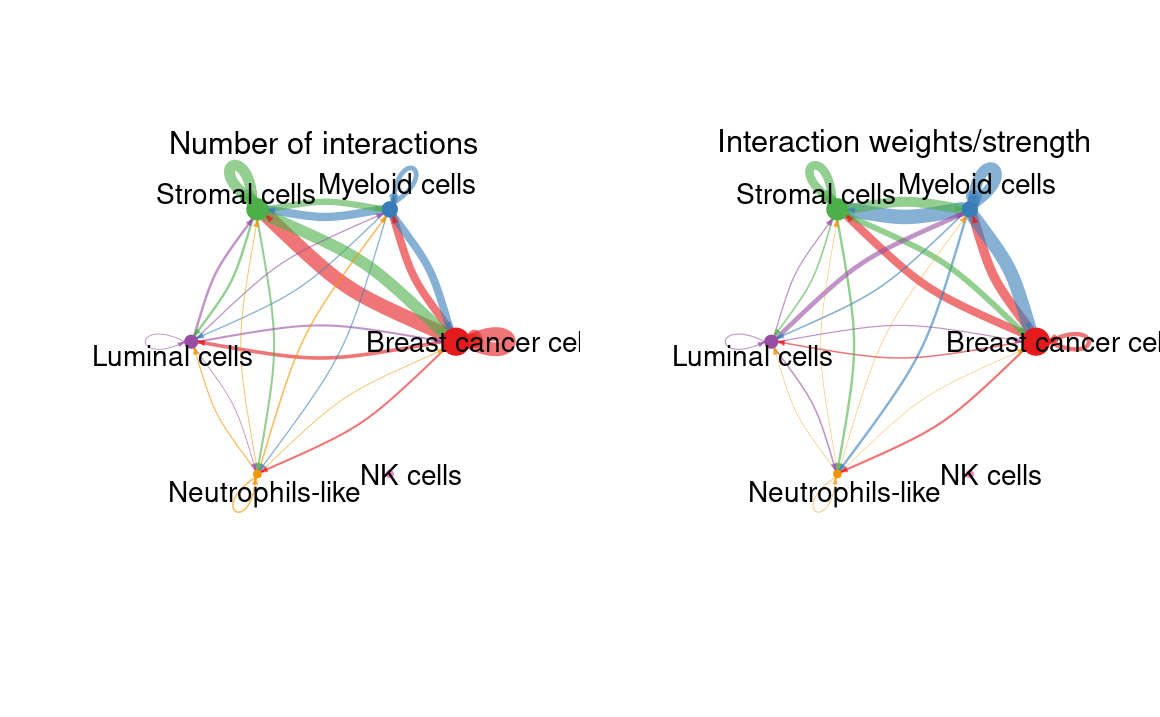 Number of interactions
Stromal cells
Myeloid cells
Luminal cells
Breast cancer cel
Neutrophils-like
NK cells
Interaction weights/strength
Stromal cells
Myeloid cells
Luminal cells
Breast cancer cel
Neutrophils-like
NK cells